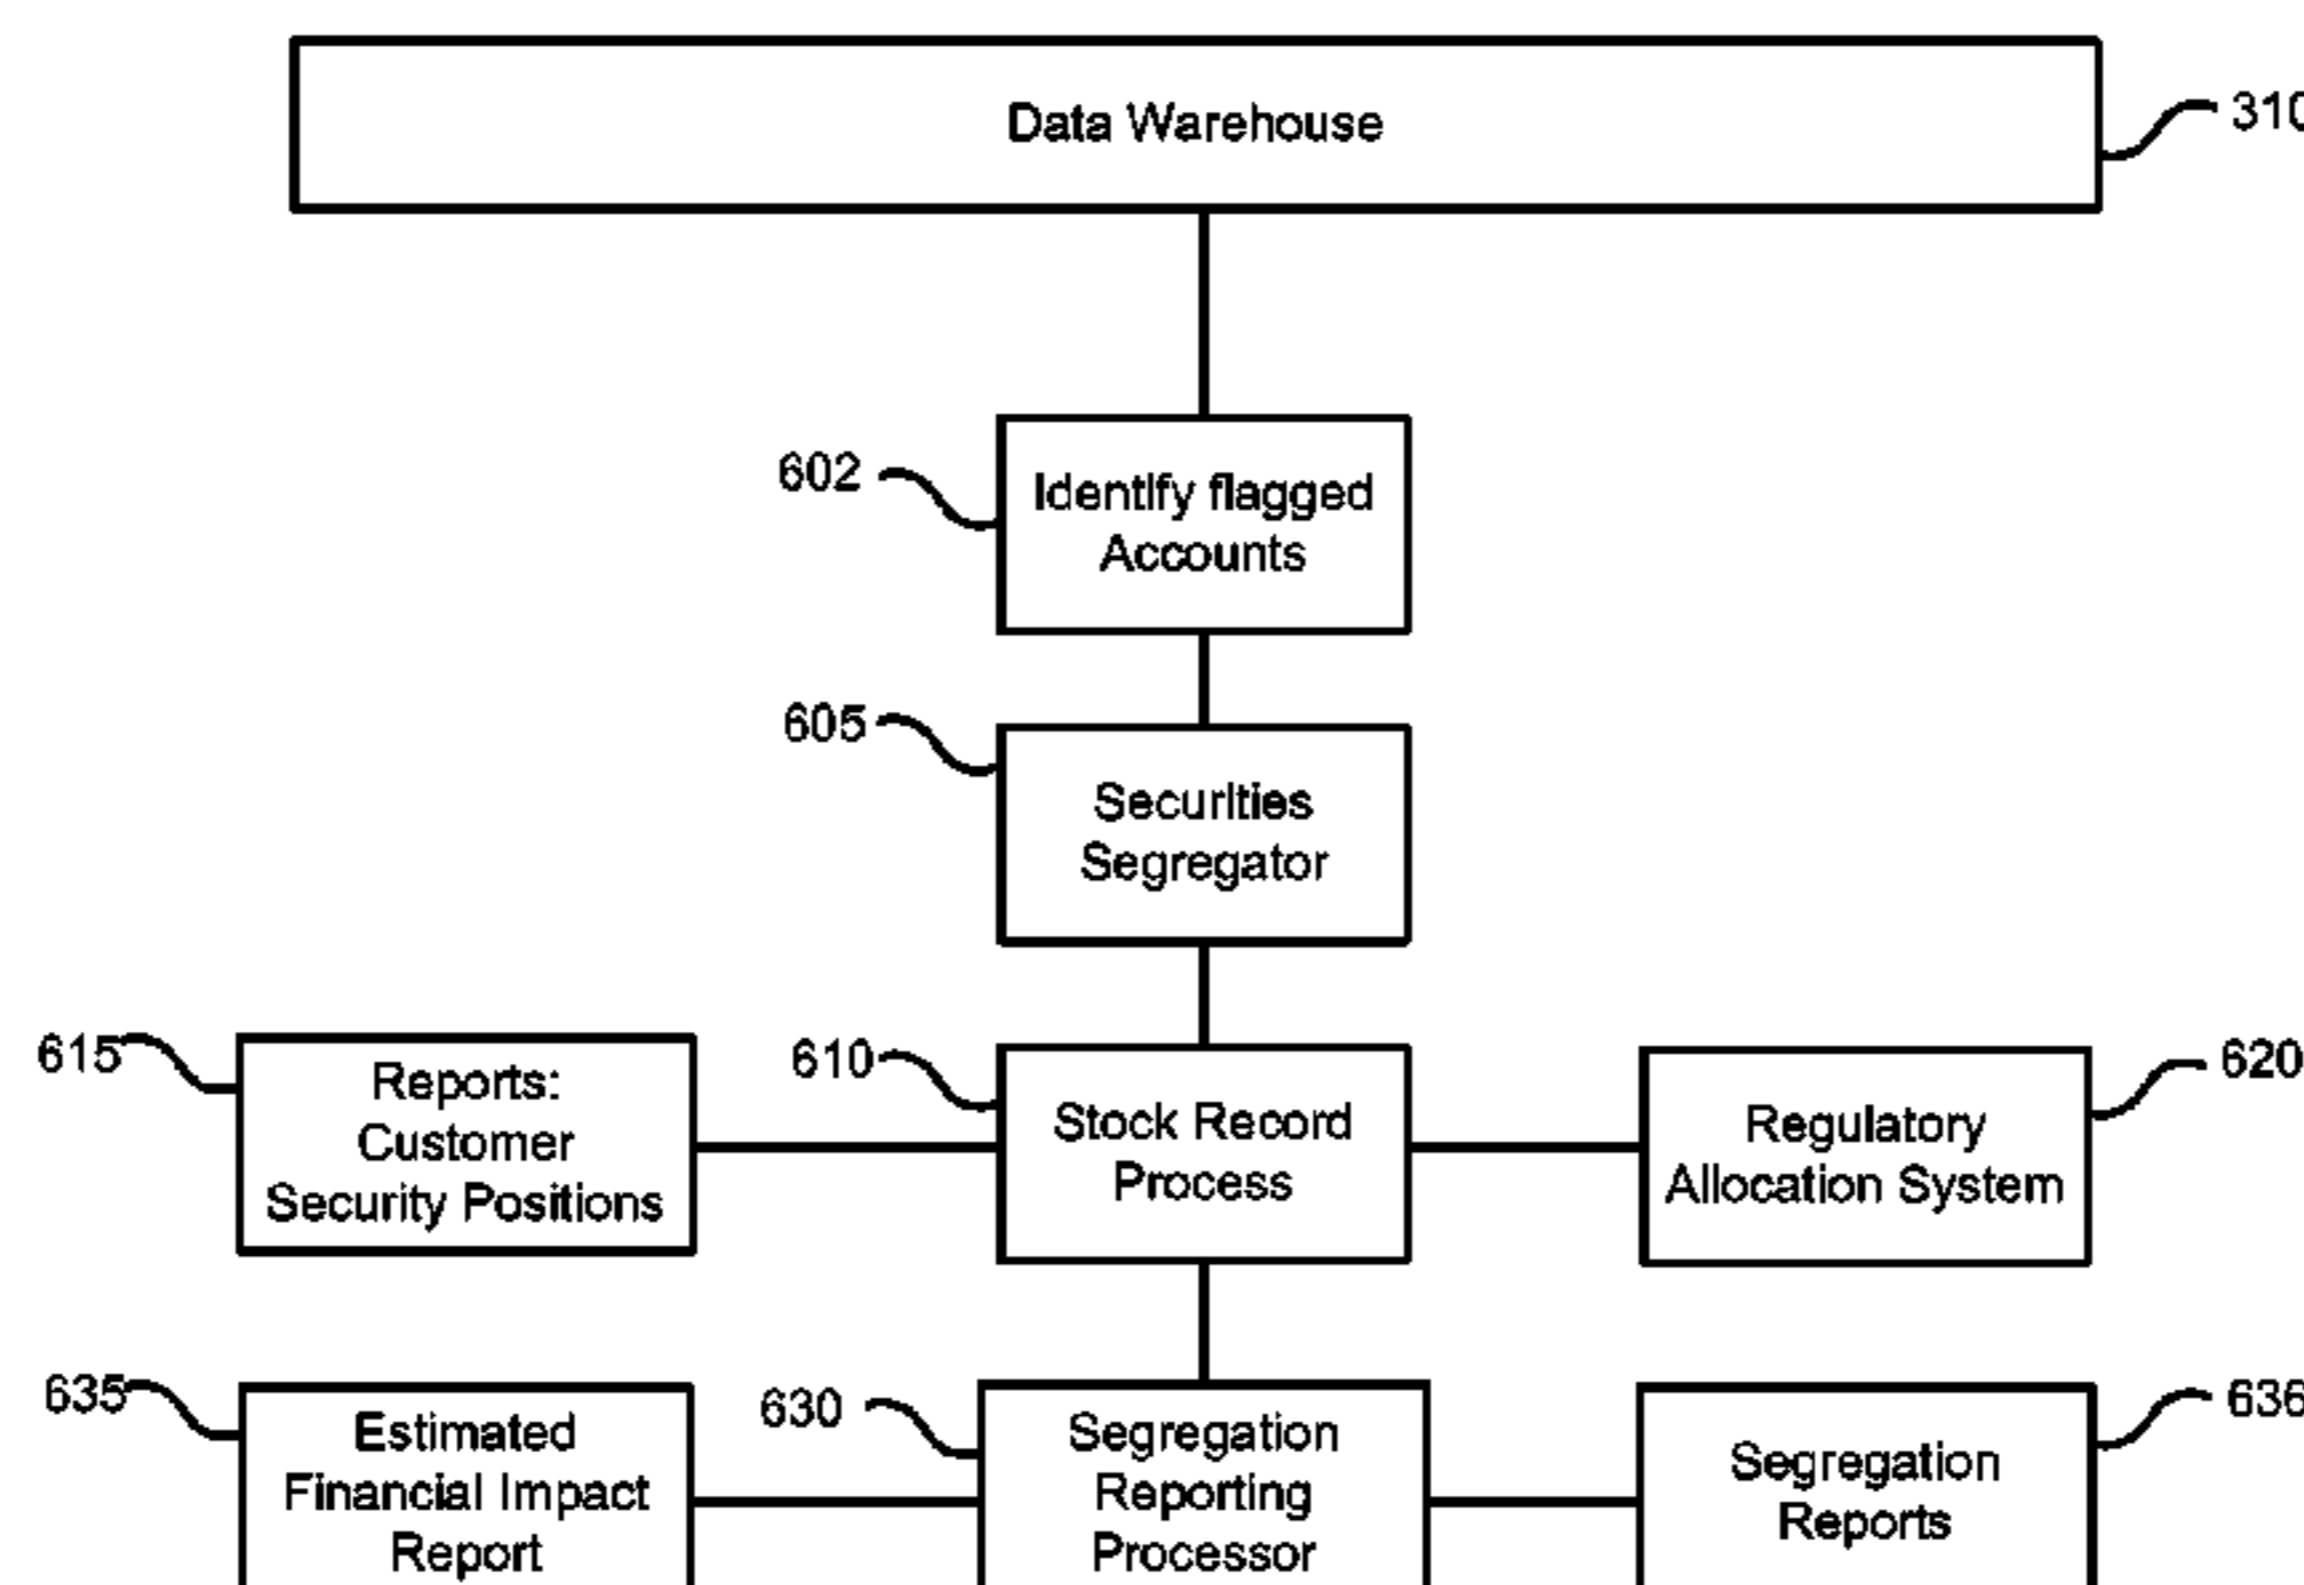 Data Warehouse
310
602
Identify flagged
Accounts
605
Securities
Segregator
615
Reports:
Customer
Security Positions
610
Stock Record
Process
620
Regulatory
Allocation System
635
Estimated
Financial Impact
Report
630
Segregation
Reporting
Processor
636
Segregation
Reports